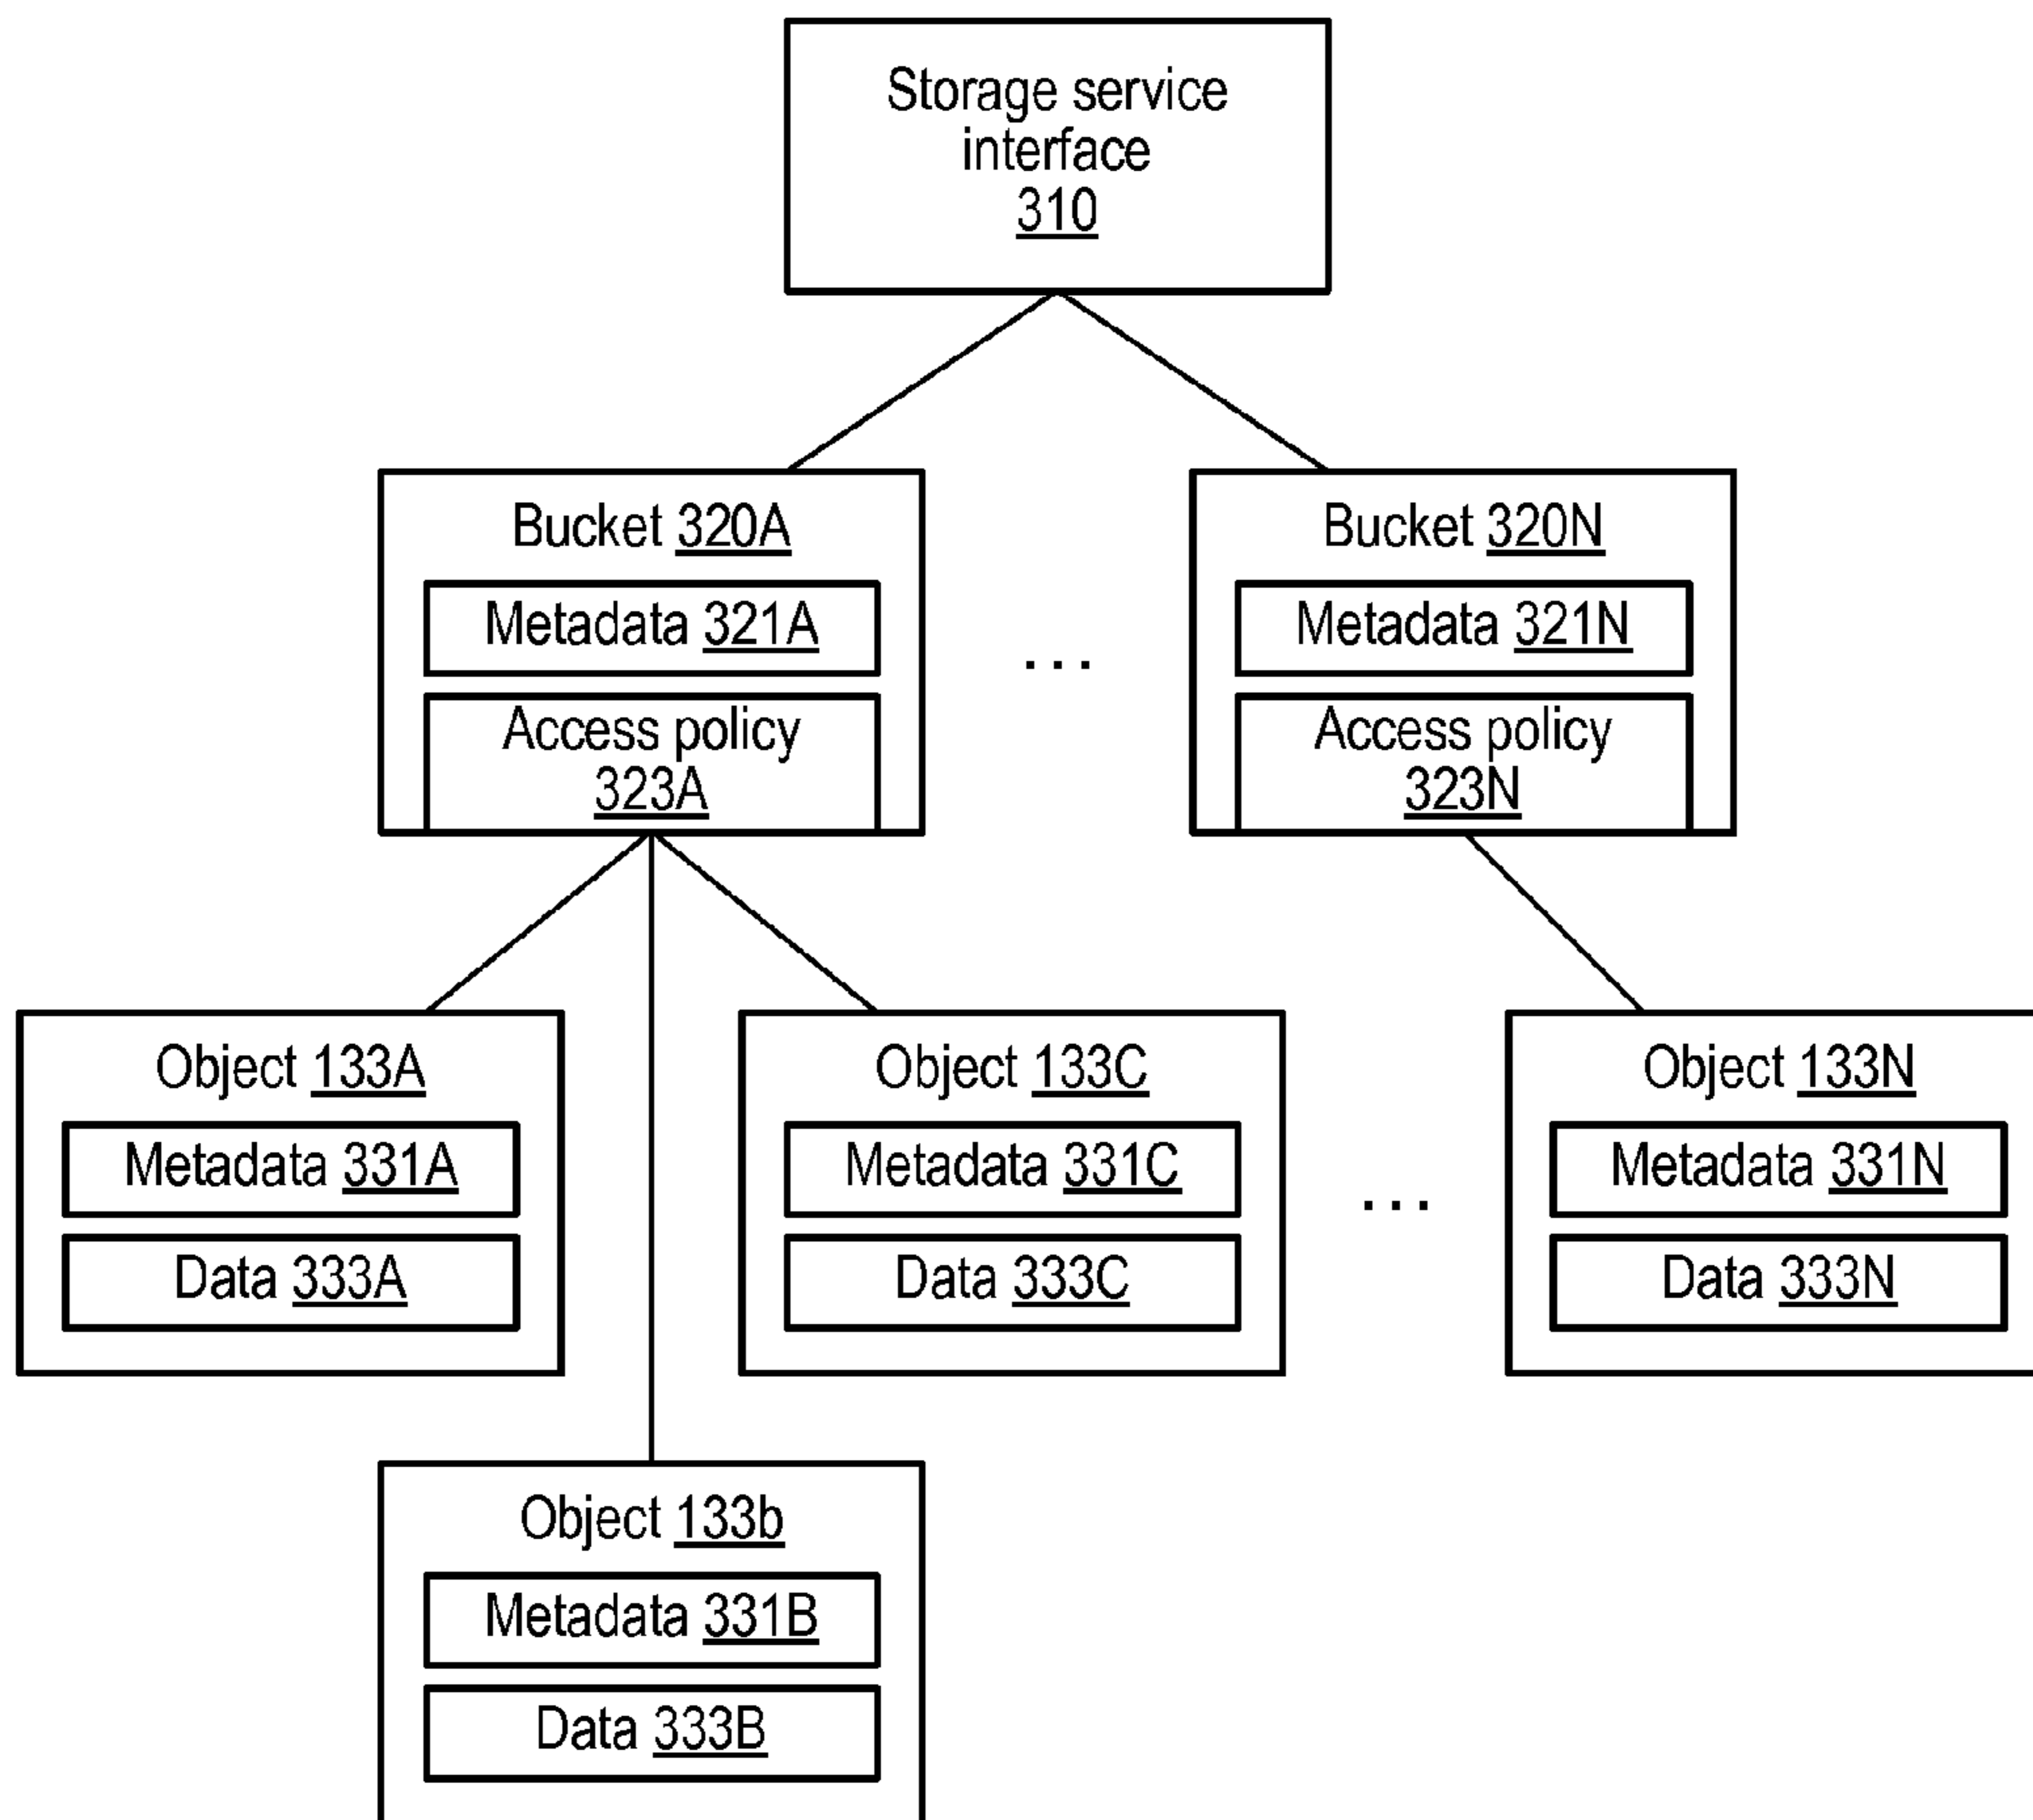 Storage service
interface
310
Bucket 320A
Metadata 321A
Access policy
323A
...
Bucket 320N
Metadata 321N
Access policy
323N
Object 133A
Metadata 331A
Data 333A
Object 133C
Metadata 331C
Data 333C
...
Object 133N
Metadata 331N
Data 333N
Object 133b
Metadata 331B
Data 333B